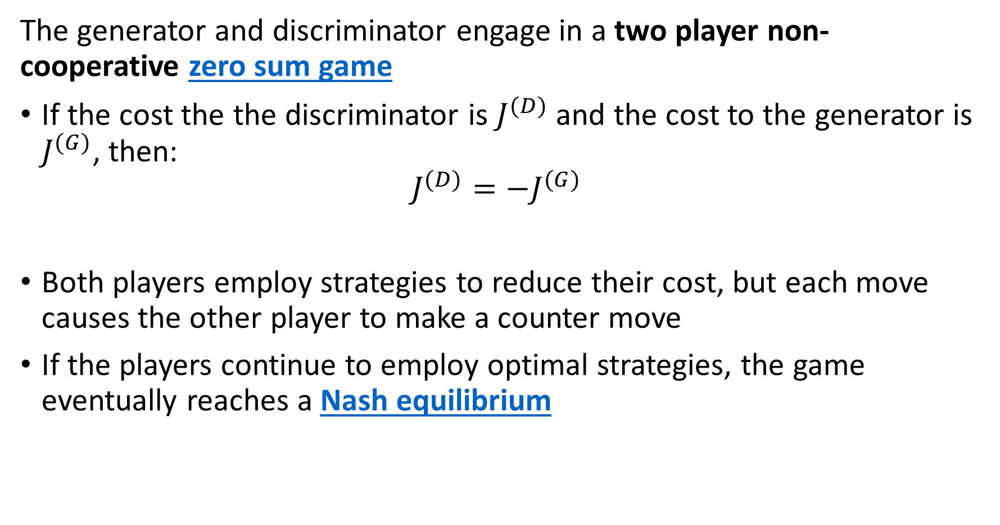 The generator and discriminator engage in a two player non-
cooperative zero sum game
• If the cost the the discriminator is J^(D) and the cost to the generator is
J^(G), then:
J^(D) = −J^(G)
• Both players employ strategies to reduce their cost, but each move
causes the other player to make a counter move
• If the players continue to employ optimal strategies, the game
eventually reaches a Nash equilibrium